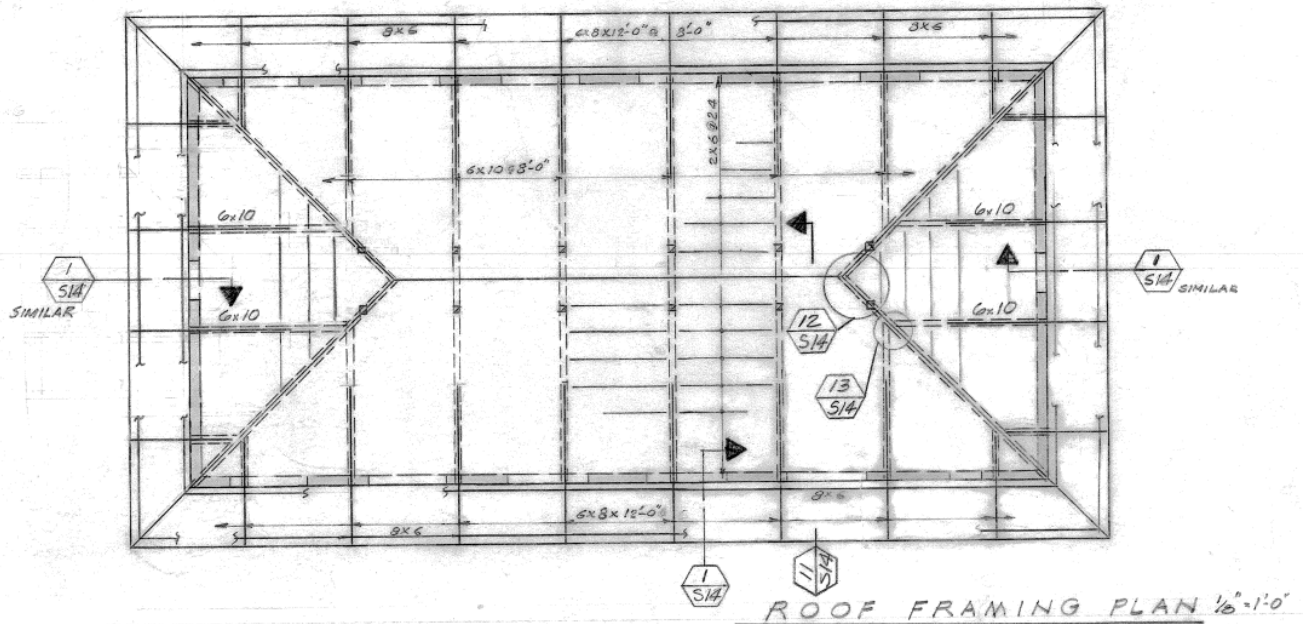 8x6
6x8x12'-0" @ 8'-0"
8x6
2x6@24
6x10 @ 8'-0"
6x10
6x10
1
S14
SIMILAR
1
S14
SIMILAR
6x10
6x10
12
S14
13
S14
8x6
6x8x12'-0"
8x6
11
S14
1
S14
ROOF FRAMING PLAN 1/8"=1'-0"